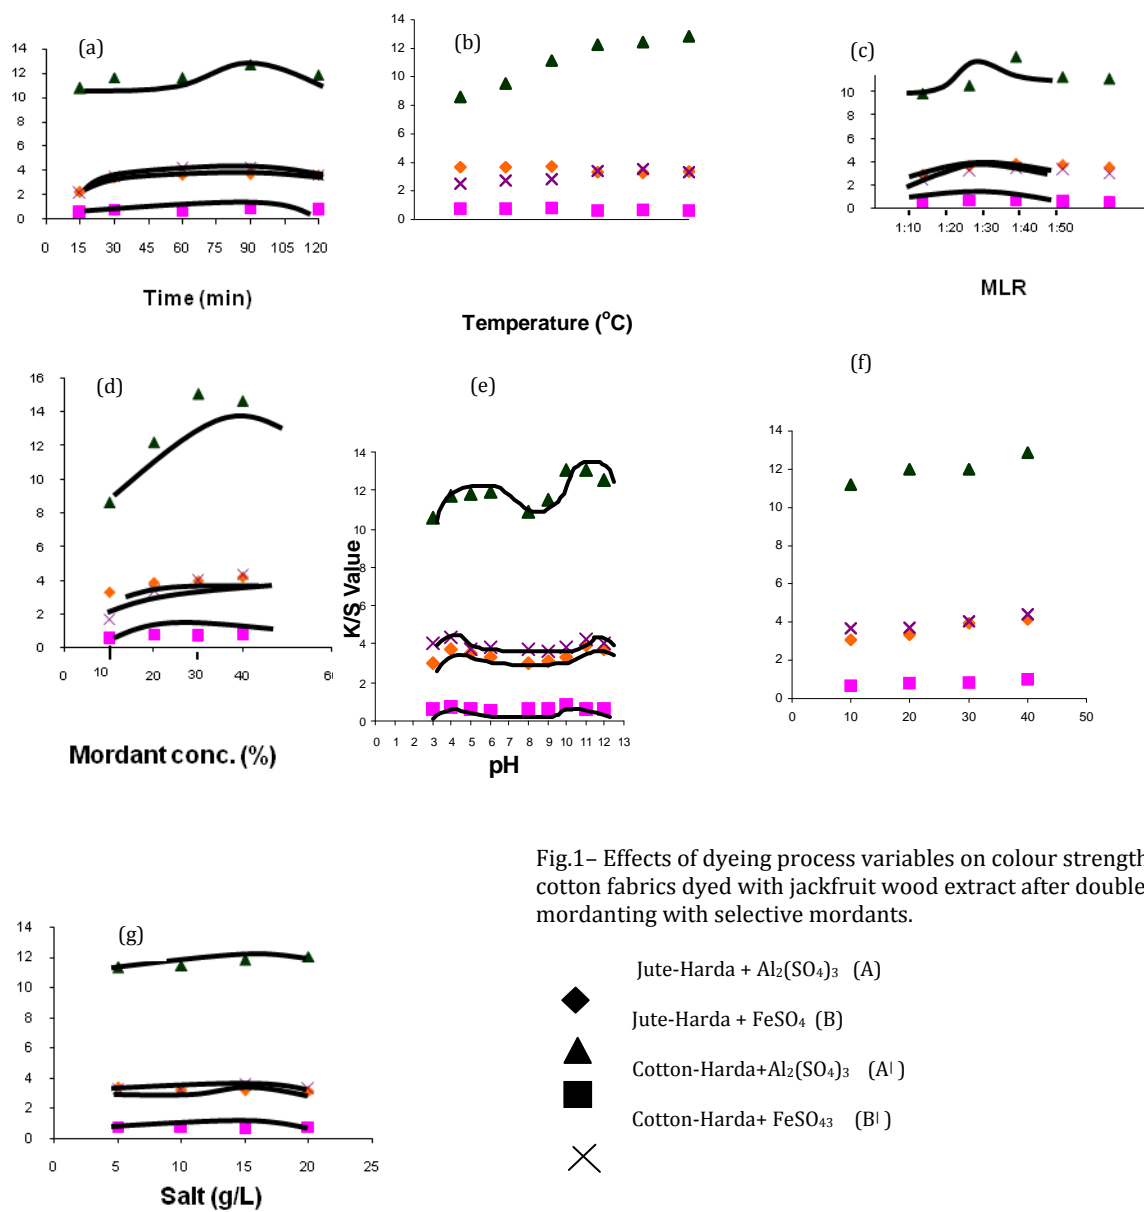 (a)
14
12
10
8
6
4
2
0
0 15 30 45 60 75 90 105 120
Time (min)
(b)
14
12
10
8
6
4
2
0
Temperature (°C)
(c)
10
8
6
4
2
0
1:10 1:20 1:30 1:40 1:50
MLR
(d)
16
14
12
10
8
6
4
2
0
0 10 20 30 40 60
Mordant conc. (%)
(e)
K/S Value
14
12
10
8
6
4
2
0
0 1 2 3 4 5 6 7 8 9 10 11 12 13
pH
(f)
14
12
10
8
6
4
2
0
0 10 20 30 40 50
Fig.1– Effects of dyeing process variables on colour strength
cotton fabrics dyed with jackfruit wood extract after double
mordanting with selective mordants.
Jute-Harda + Al₂(SO₄)₃ (A)
Jute-Harda + FeSO₄ (B)
Cotton-Harda+Al₂(SO₄)₃ (A|)
Cotton-Harda+ FeSO₄₃ (B|)
(g)
14
12
10
8
6
4
2
0
0 5 10 15 20 25
Salt (g/L)